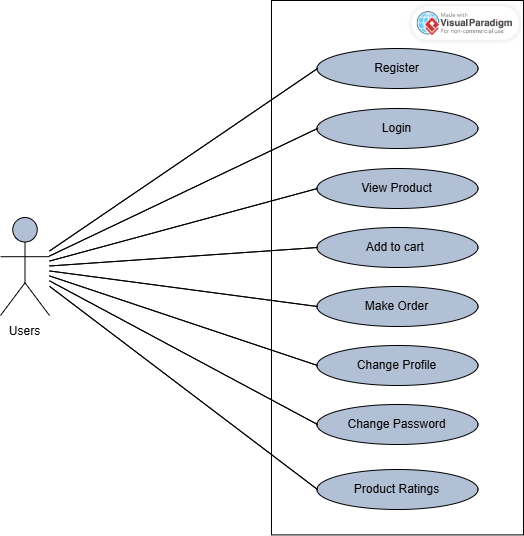 Made with
Visual Paradigm
For non-commercial use
Register
Login
View Product
Add to cart
Make Order
Change Profile
Change Password
Product Ratings
Users